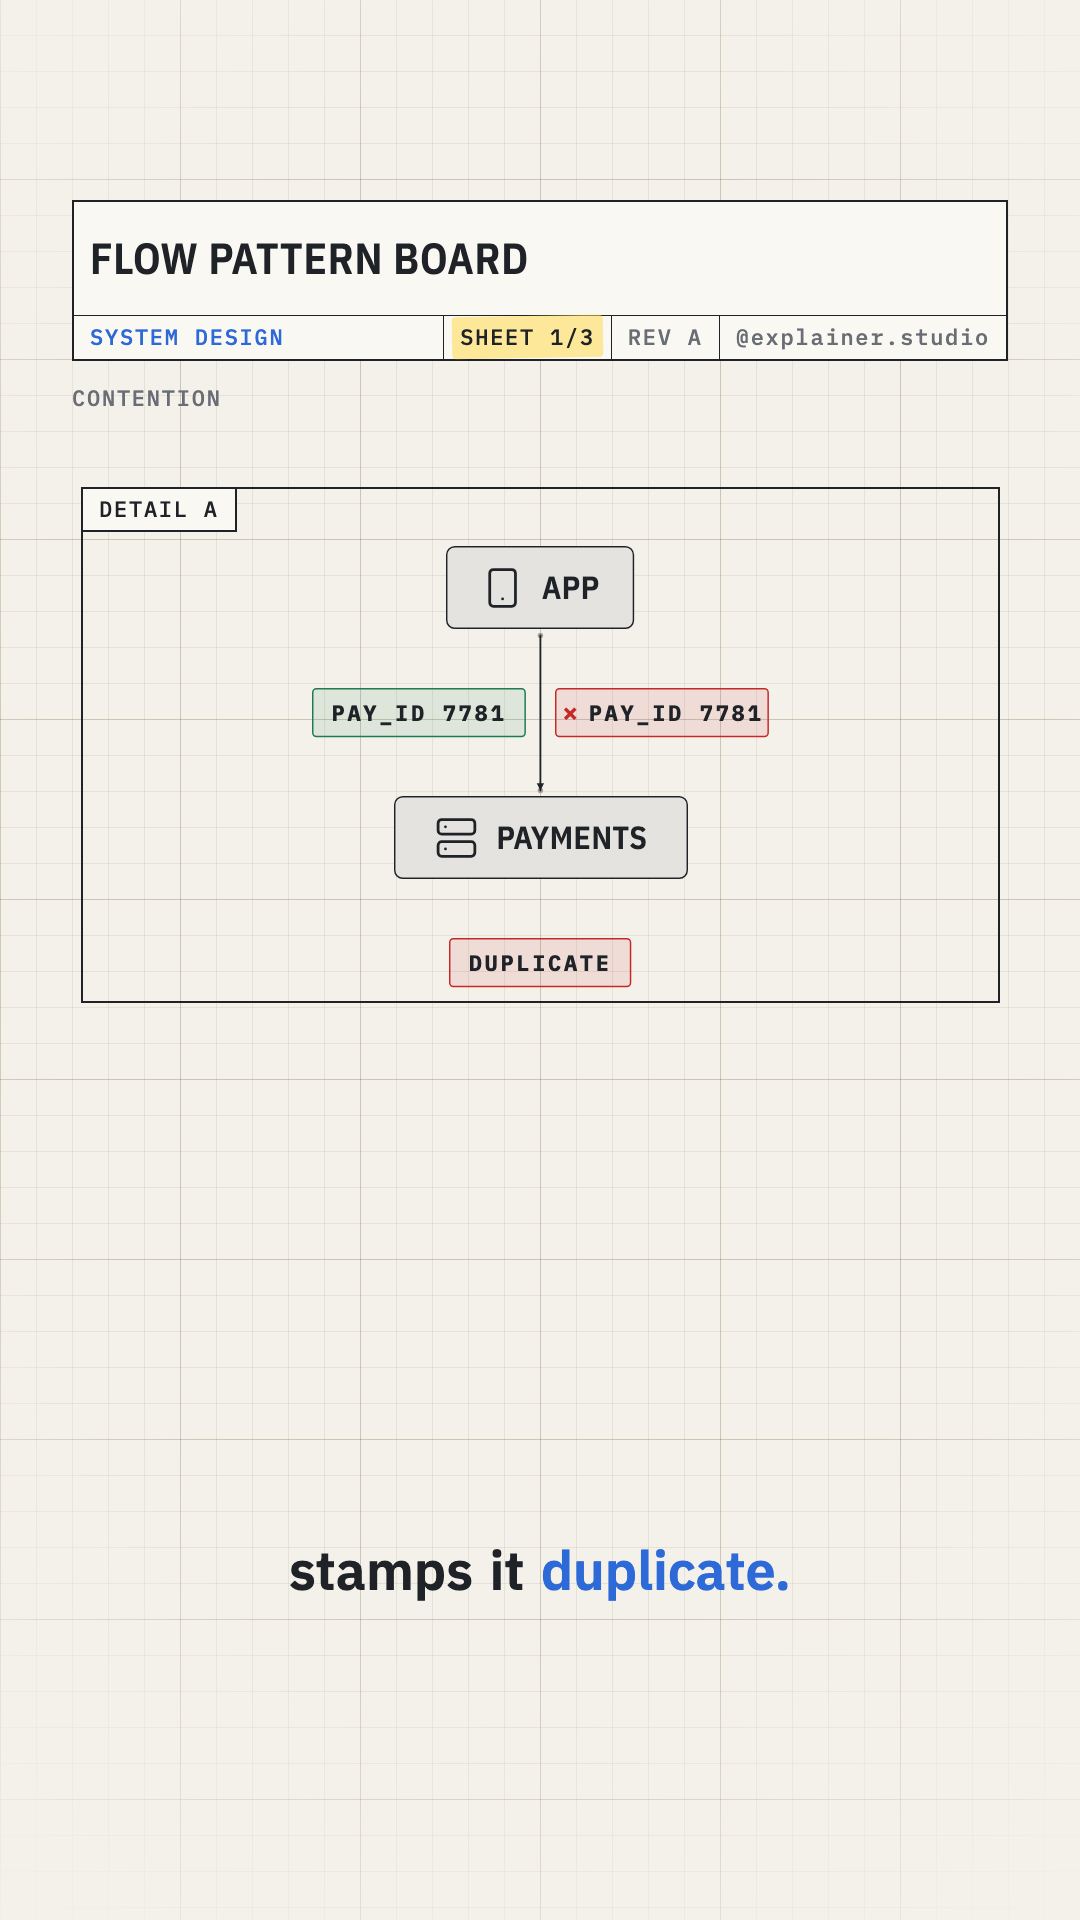 FLOW PATTERN BOARD
SYSTEM DESIGN SHEET 1/3 REV A @explainer.studio
CONTENTION
DETAIL A
APP
PAY_ID 7781 × PAY_ID 7781
PAYMENTS
DUPLICATE
stamps it duplicate.